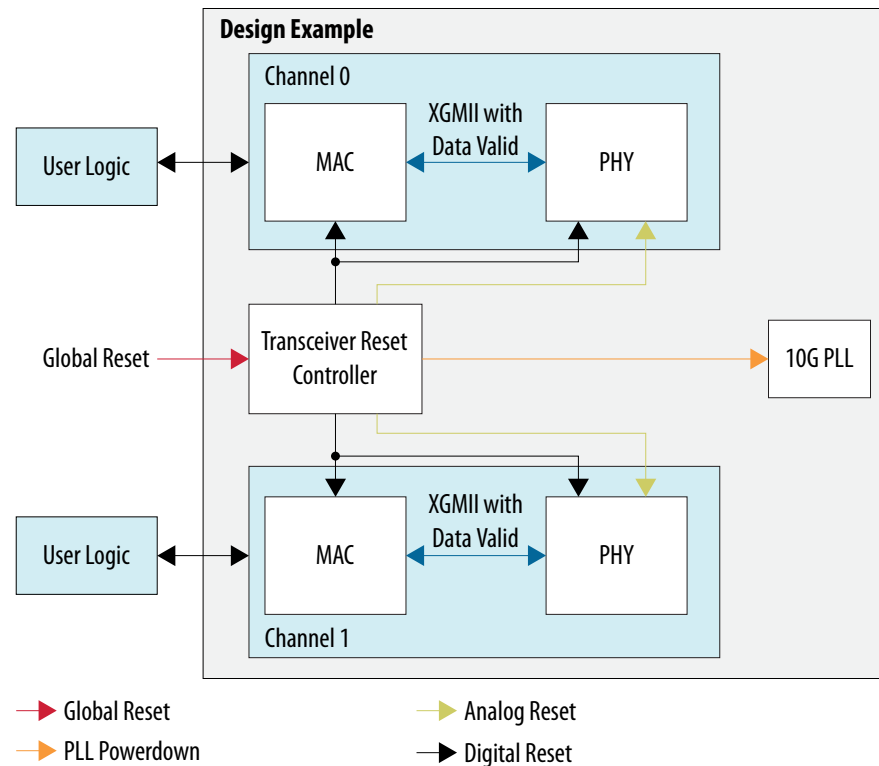 Design Example
Channel 0
User Logic
MAC
XGMII with
Data Valid
PHY
Global Reset
Transceiver Reset
Controller
10G PLL
User Logic
MAC
XGMII with
Data Valid
PHY
Channel 1
Global Reset
Analog Reset
PLL Powerdown
Digital Reset